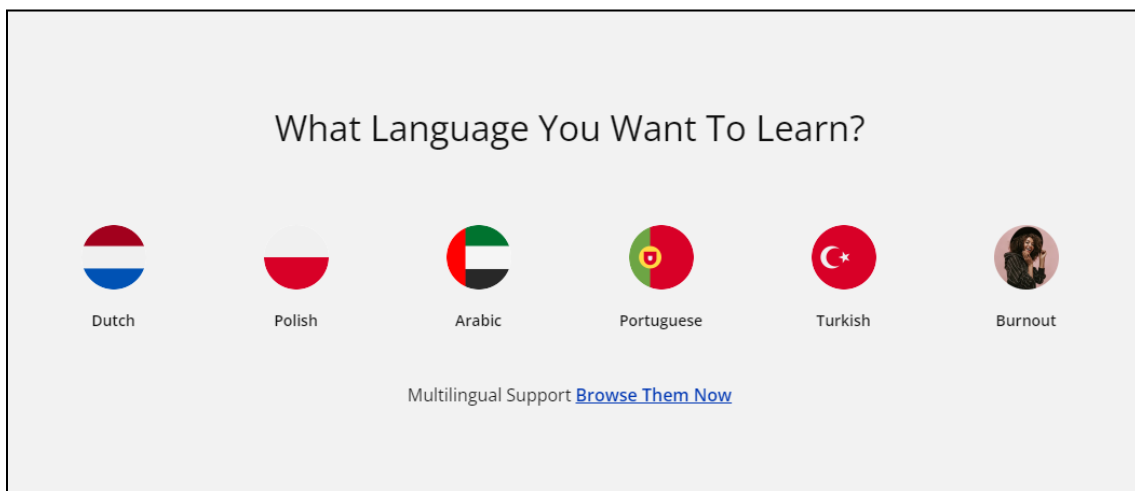 What Language You Want To Learn?
Dutch Polish Arabic Portuguese Turkish Burnout
Multilingual Support Browse Them Now